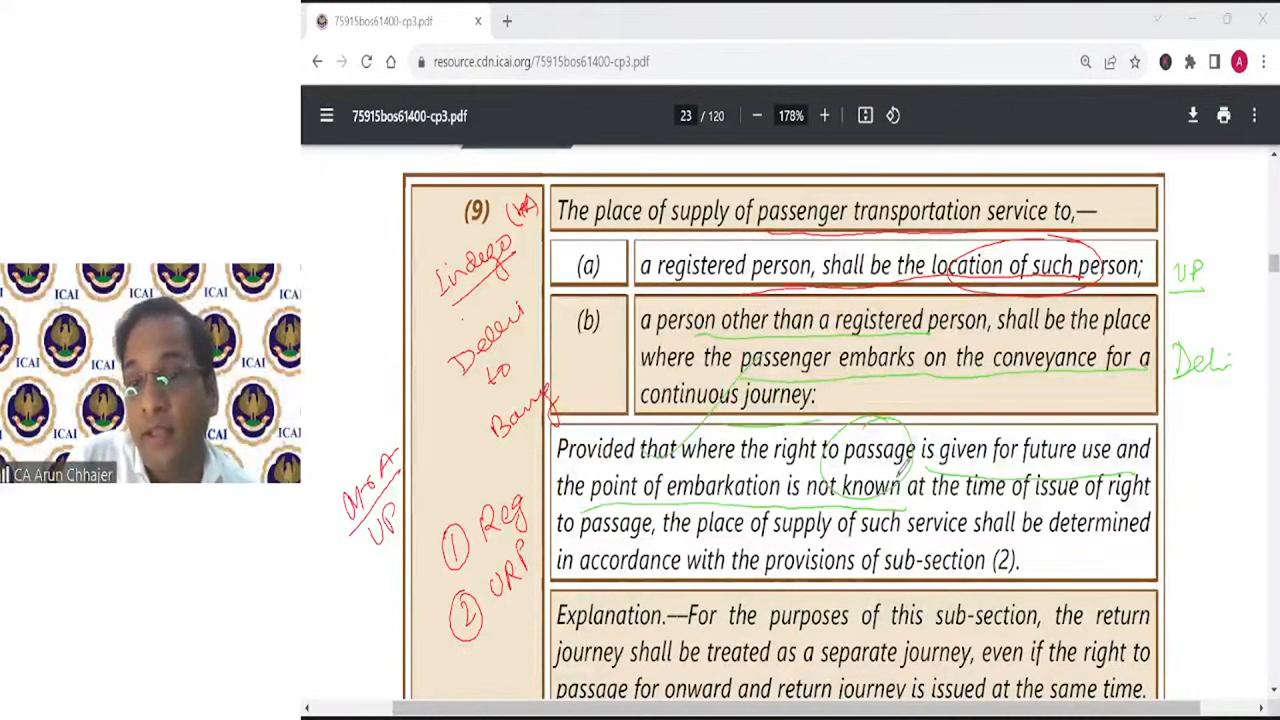 75915bos61400-cp3.pdf
resource.cdn.icai.org/75915bos61400-cp3.pdf
A
75915bos61400-cp3.pdf
23 / 120
178%
(9)
The place of supply of passenger transportation service to,—
(a)
a registered person, shall be the location of such person;
UP
(b)
a person other than a registered person, shall be the place
where the passenger embarks on the conveyance for a
continuous journey:
Provided that where the right to passage is given for future use and
the point of embarkation is not known at the time of issue of right
to passage, the place of supply of such service shall be determined
in accordance with the provisions of sub-section (2).
Explanation.—For the purposes of this sub-section, the return
journey shall be treated as a separate journey, even if the right to
passage for onward and return journey is issued at the same time.
Indigo
Delhi
to
Bang
UP
1 Reg
2 URP
ICAI
ICAI
ICAI
ICAI
ICAI
ICAI
ICAI
CA Arun Chhajer